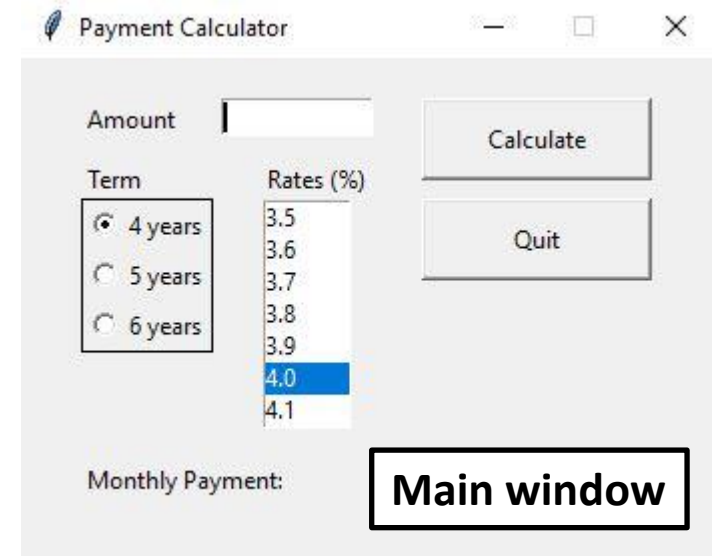 Payment Calculator
Amount
Calculate
Term
Rates (%)
4 years
5 years
6 years
3.5
3.6
3.7
3.8
3.9
4.0
4.1
Quit
Monthly Payment:
Main window